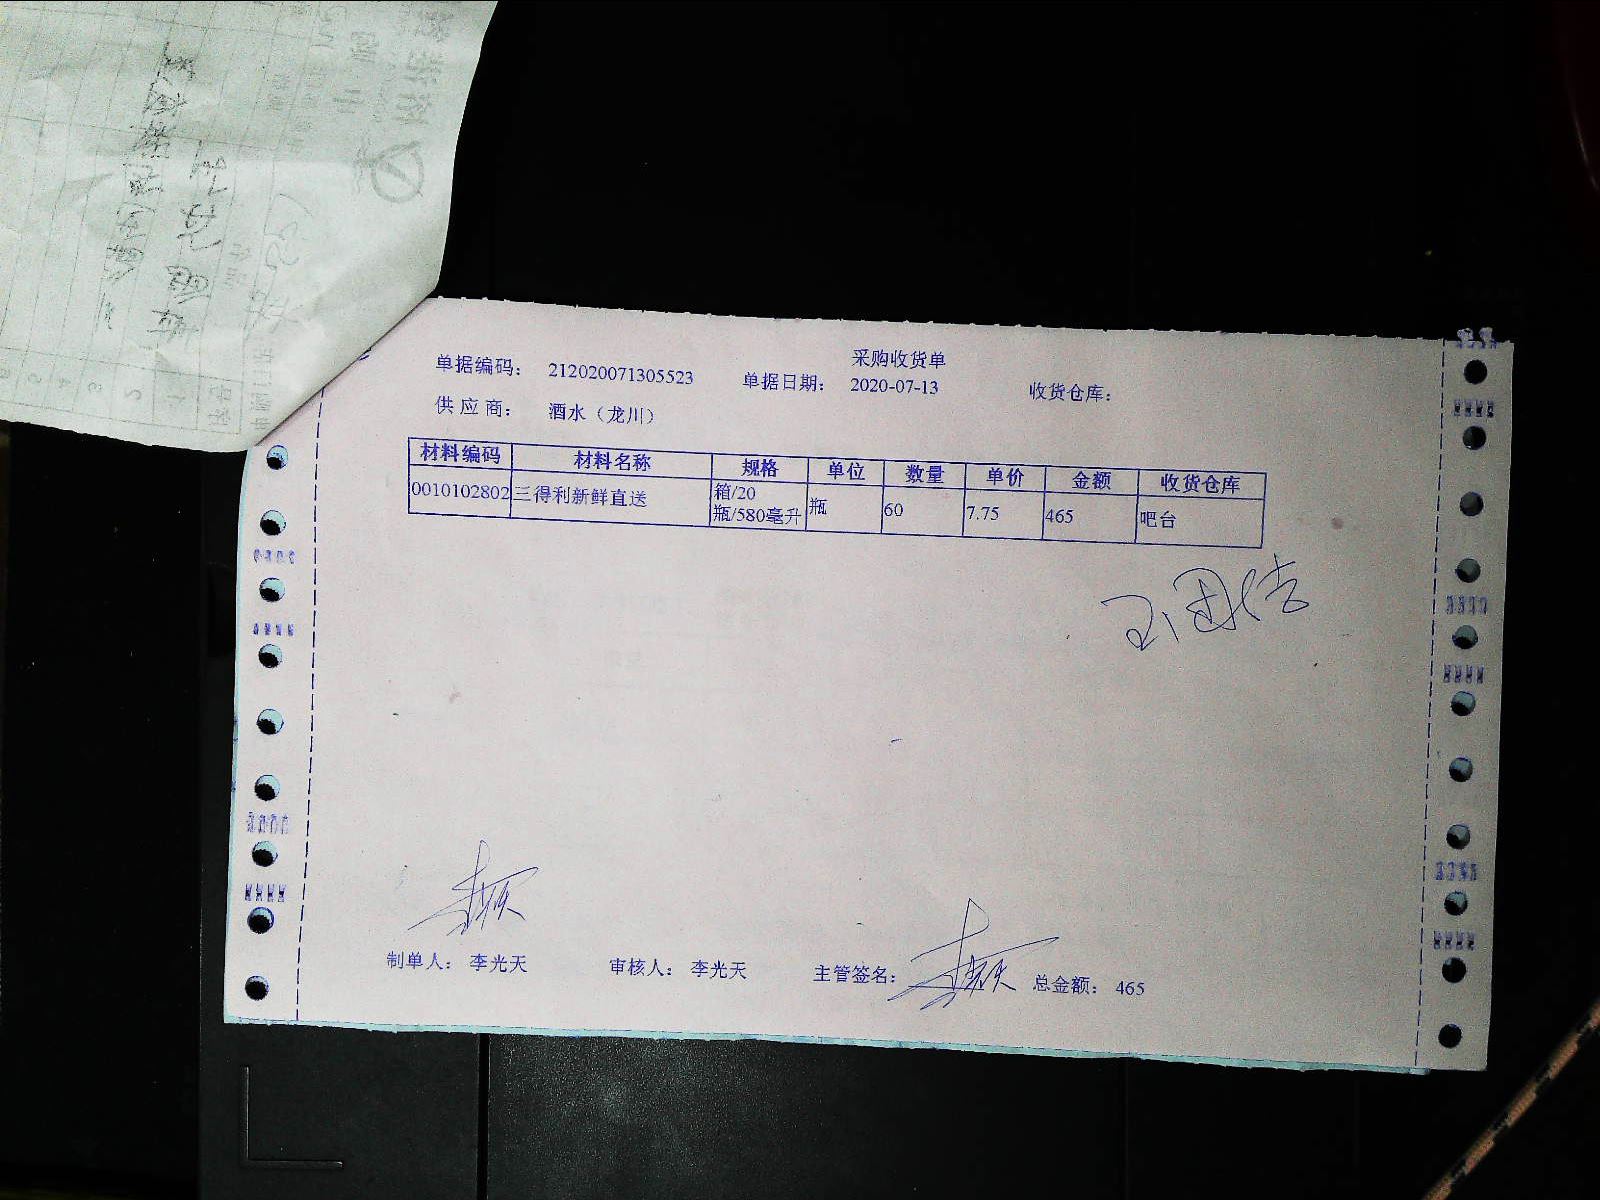 采购收货单
单据编码： 212020071305523 单据日期： 2020-07-13 收货仓库：
供 应 商： 酒水（龙川）
材料编码 材料名称 规格 单位 数量 单价 金额 收货仓库
0010102802 三得利新鲜直送 箱/20 瓶/580毫升 瓶 60 7.75 465 吧台
制单人： 李光天 审核人： 李光天 主管签名： 总金额： 465